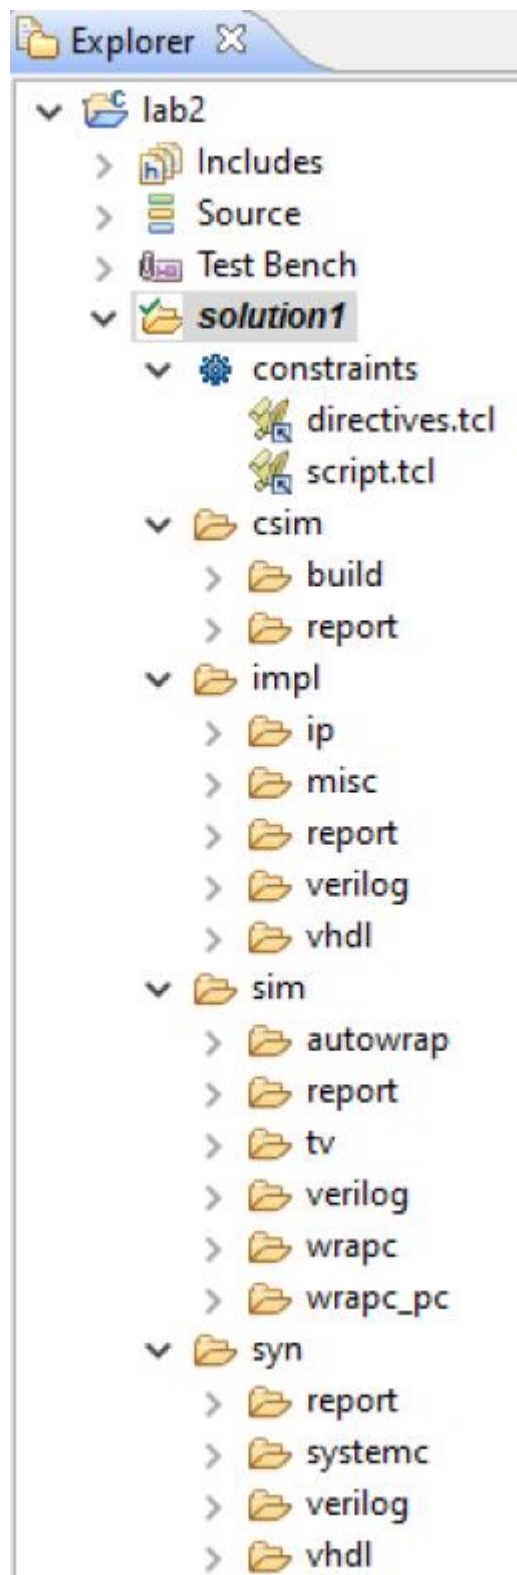 Explorer
lab2
Includes
Source
Test Bench
solution1
constraints
directives.tcl
script.tcl
csim
build
report
impl
ip
misc
report
verilog
vhdl
sim
autowrap
report
tv
verilog
wrapc
wrapc_pc
syn
report
systemc
verilog
vhdl